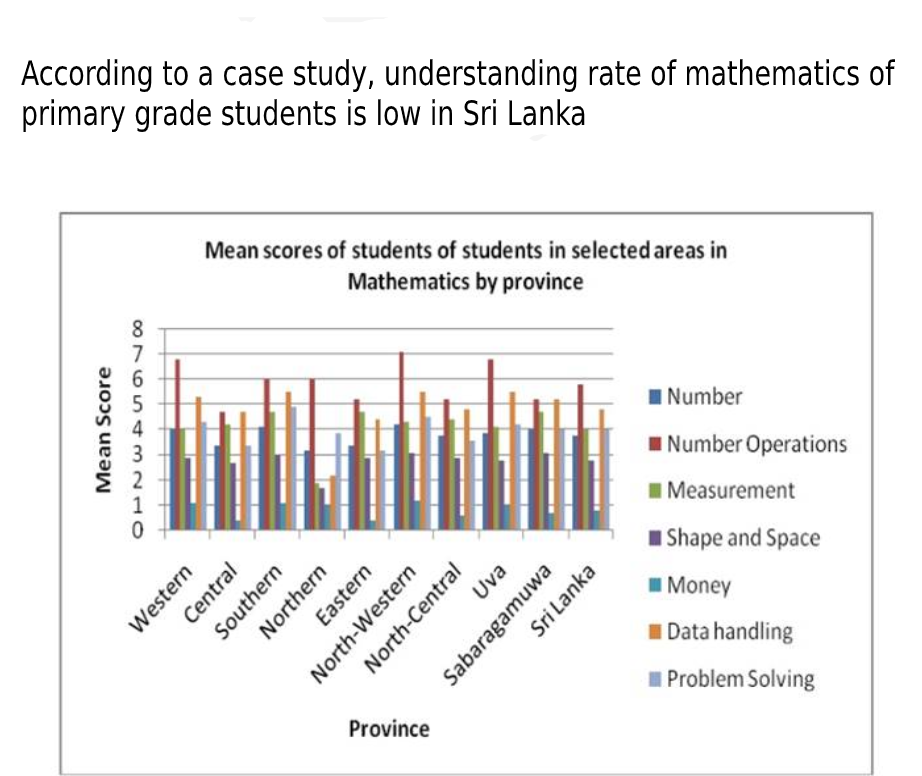 According to a case study, understanding rate of mathematics of
primary grade students is low in Sri Lanka
Mean scores of students of students in selected areas in
Mathematics by province
Mean Score
8
7
6
5
4
3
2
1
0
Western
Central
Southern
Northern
Eastern
North-Western
North-Central
Uva
Sabaragamuwa
Sri Lanka
Province
Number
Number Operations
Measurement
Shape and Space
Money
Data handling
Problem Solving